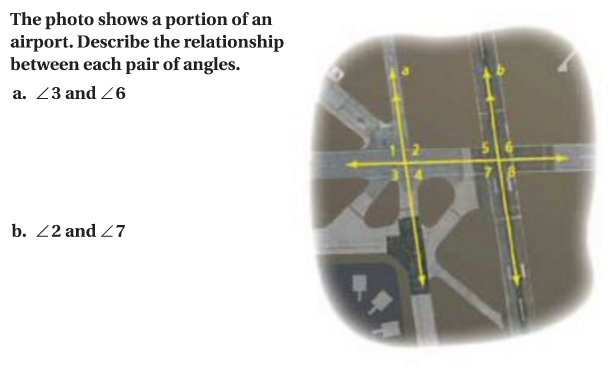 The photo shows a portion of an
airport. Describe the relationship
between each pair of angles.
a. ∠3 and ∠6
b. ∠2 and ∠7
a
b
1 2
5 6
3 4
7 8